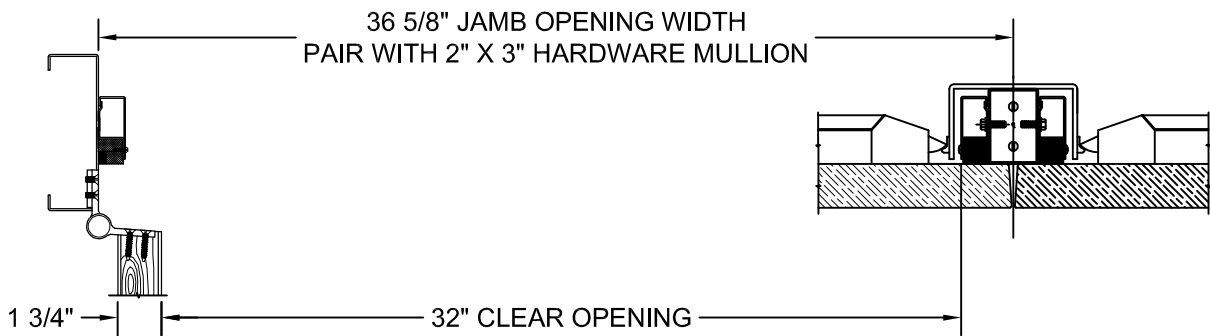 36 5/8" JAMB OPENING WIDTH
PAIR WITH 2" X 3" HARDWARE MULLION
1 3/4"
32" CLEAR OPENING